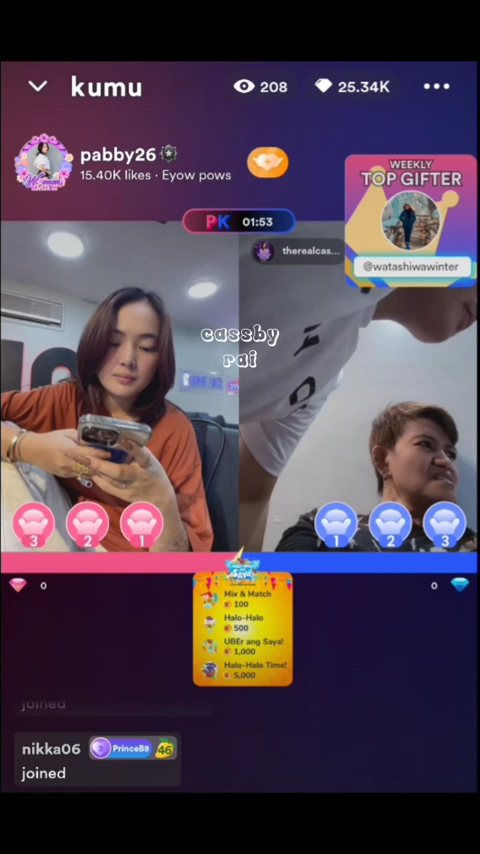 kumu
208
25.34K
pabby26
15.40K likes · Eyow pows
WEEKLY
TOP GIFTER
@watashiwawinter
PK 01:53
therealcas...
cassby
rai
3 2 1
1 2 3
0
0
Mix & Match
100
Halo-Halo
500
UBEr ang Saya!
1,000
Halo-Halo Time!
5,000
joined
nikka06 PrinceB8 46
joined